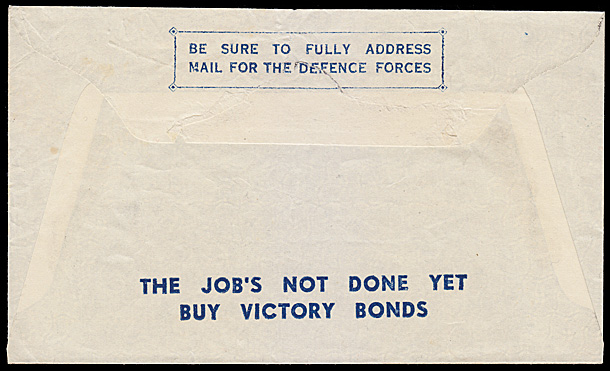 BE SURE TO FULLY ADDRESS
MAIL FOR THE DEFENCE FORCES
THE JOB'S NOT DONE YET
BUY VICTORY BONDS